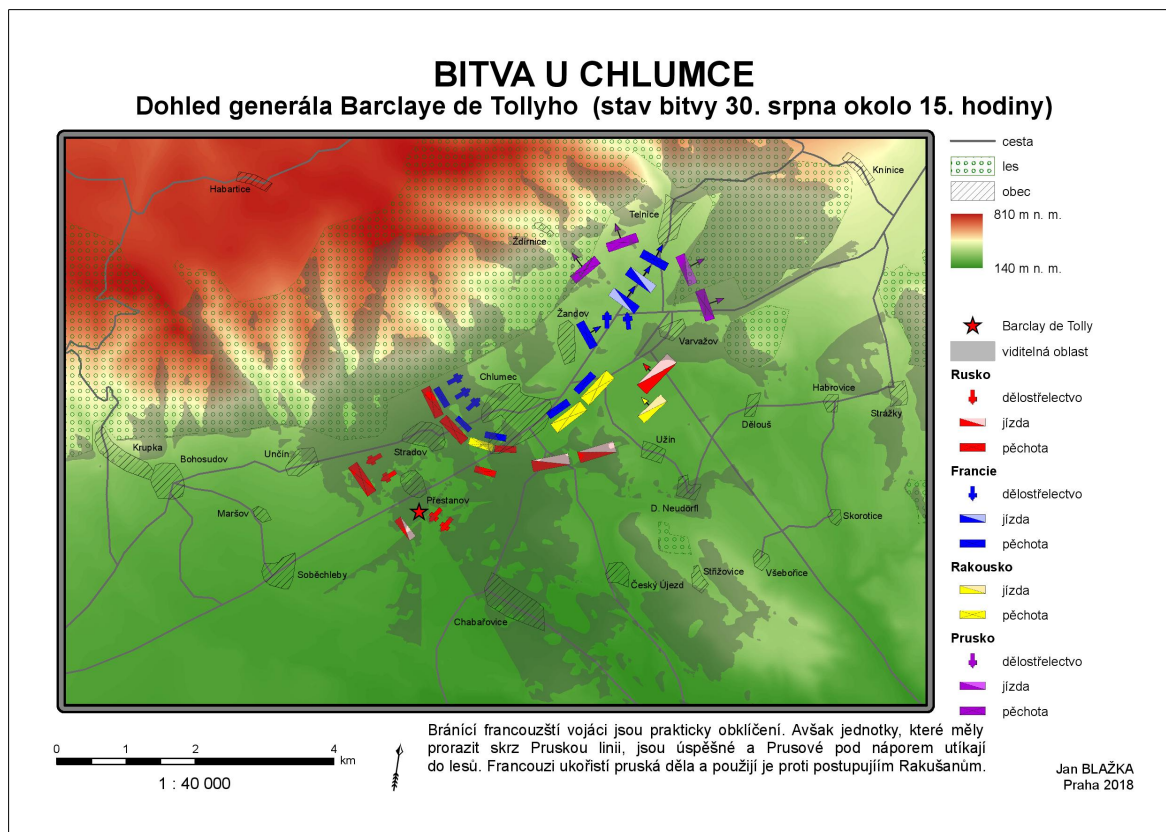 BITVA U CHLUMCE
Dohled generála Barclaye de Tollyho (stav bitvy 30. srpna okolo 15. hodiny)
Habartice
Knínice
Telnice
Ždírnice
Žandov
Varvažov
Chlumec
Habrovice
Strážky
Dělouš
Krupka
Bohosudov
Unčín
Stradov
Užín
Přestanov
Maršov
D. Neudörfl
Skorotice
Soběchleby
Český Újezd
Střížovice
Všebořice
Chabařovice
cesta
les
obec
810 m n. m.
140 m n. m.
Barclay de Tolly
viditelná oblast
Rusko
dělostřelectvo
jízda
pěchota
Francie
dělostřelectvo
jízda
pěchota
Rakousko
jízda
pěchota
Prusko
dělostřelectvo
jízda
pěchota
0 1 2 4
km
1 : 40 000
Bránící francouzští vojáci jsou prakticky obklíčení. Avšak jednotky, které měly
prorazit skrz Pruskou linii, jsou úspěšné a Prusové pod náporem utíkají
do lesů. Francouzi ukořistí pruská děla a použijí je proti postupujíim Rakušanům.
Jan BLAŽKA
Praha 2018